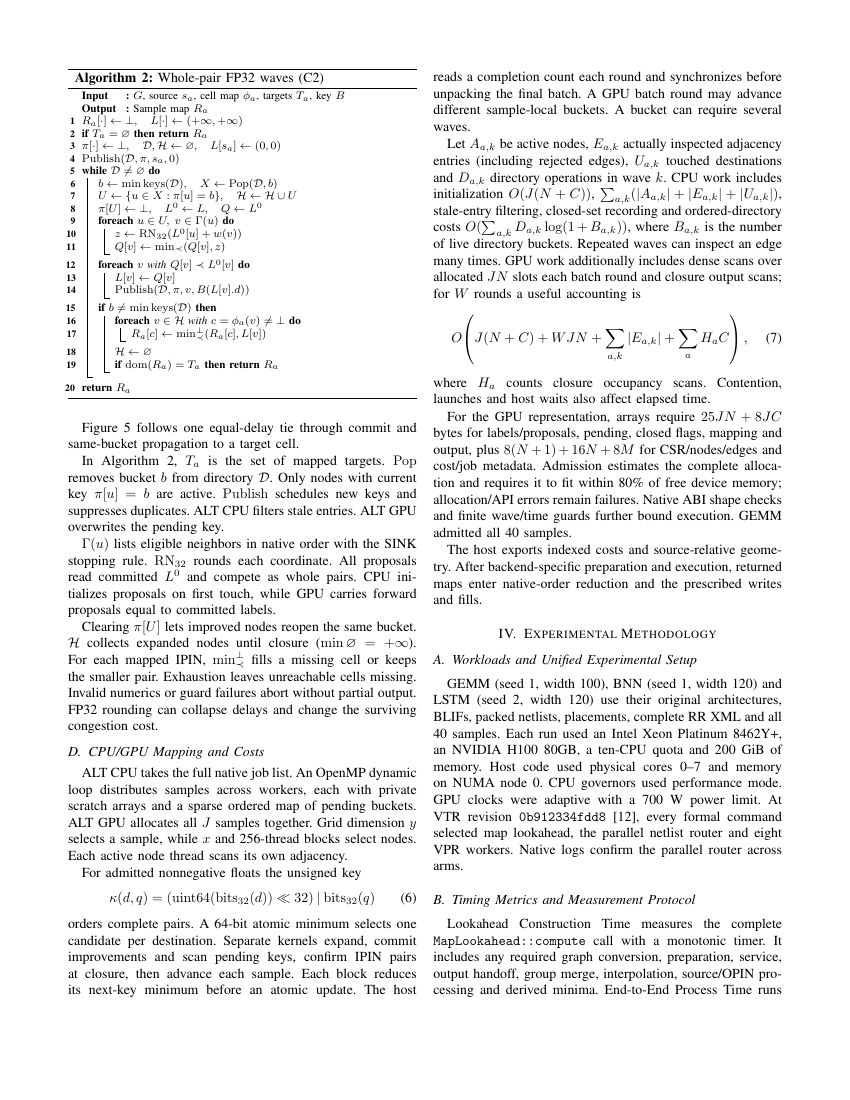 Algorithm 2: Whole-pair FP32 waves (C2)
Input : G, source s_a, cell map ϕ_a, targets T_a, key B
Output : Sample map R_a
1 R_a[·] ← ⊥, L[·] ← (+∞, +∞)
2 if T_a = ∅ then return R_a
3 π[·] ← ⊥, 𝒟, ℋ ← ∅, L[s_a] ← (0, 0)
4 Publish(𝒟, π, s_a, 0)
5 while 𝒟 ≠ ∅ do
6 b ← min keys(𝒟), X ← Pop(𝒟, b)
7 U ← {u ∈ X : π[u] = b}, ℋ ← ℋ ∪ U
8 π[U] ← ⊥, L⁰ ← L, Q ← L⁰
9 foreach u ∈ U, v ∈ Γ(u) do
10 z ← RN₃₂(L⁰[u] + w(v))
11 Q[v] ← min≺(Q[v], z)
12 foreach v with Q[v] ≺ L⁰[v] do
13 L[v] ← Q[v]
14 Publish(𝒟, π, v, B(L[v].d))
15 if b ≠ min keys(𝒟) then
16 foreach v ∈ ℋ with c = ϕ_a(v) ≠ ⊥ do
17 R_a[c] ← min≺^⊥(R_a[c], L[v])
18 ℋ ← ∅
19 if dom(R_a) = T_a then return R_a
20 return R_a
Figure 5 follows one equal-delay tie through commit and
same-bucket propagation to a target cell.
In Algorithm 2, T_a is the set of mapped targets. Pop
removes bucket b from directory 𝒟. Only nodes with current
key π[u] = b are active. Publish schedules new keys and
suppresses duplicates. ALT CPU filters stale entries. ALT GPU
overwrites the pending key.
Γ(u) lists eligible neighbors in native order with the SINK
stopping rule. RN₃₂ rounds each coordinate. All proposals
read committed L⁰ and compete as whole pairs. CPU ini-
tializes proposals on first touch, while GPU carries forward
proposals equal to committed labels.
Clearing π[U] lets improved nodes reopen the same bucket.
ℋ collects expanded nodes until closure (min ∅ = +∞).
For each mapped IPIN, min≺^⊥ fills a missing cell or keeps
the smaller pair. Exhaustion leaves unreachable cells missing.
Invalid numerics or guard failures abort without partial output.
FP32 rounding can collapse delays and change the surviving
congestion cost.
D. CPU/GPU Mapping and Costs
ALT CPU takes the full native job list. An OpenMP dynamic
loop distributes samples across workers, each with private
scratch arrays and a sparse ordered map of pending buckets.
ALT GPU allocates all J samples together. Grid dimension y
selects a sample, while x and 256-thread blocks select nodes.
Each active node thread scans its own adjacency.
For admitted nonnegative floats the unsigned key
κ(d, q) = (uint64(bits₃₂(d)) ≪ 32) | bits₃₂(q) (6)
orders complete pairs. A 64-bit atomic minimum selects one
candidate per destination. Separate kernels expand, commit
improvements and scan pending keys, confirm IPIN pairs
at closure, then advance each sample. Each block reduces
its next-key minimum before an atomic update. The host
reads a completion count each round and synchronizes before
unpacking the final batch. A GPU batch round may advance
different sample-local buckets. A bucket can require several
waves.
Let A_{a,k} be active nodes, E_{a,k} actually inspected adjacency
entries (including rejected edges), U_{a,k} touched destinations
and D_{a,k} directory operations in wave k. CPU work includes
initialization O(J(N + C)), ∑_{a,k}(|A_{a,k}| + |E_{a,k}| + |U_{a,k}|),
stale-entry filtering, closed-set recording and ordered-directory
costs O(∑_{a,k} D_{a,k} log(1 + B_{a,k})), where B_{a,k} is the number
of live directory buckets. Repeated waves can inspect an edge
many times. GPU work additionally includes dense scans over
allocated JN slots each batch round and closure output scans;
for W rounds a useful accounting is
O(J(N + C) + WJN + ∑_{a,k} |E_{a,k}| + ∑_a H_aC), (7)
where H_a counts closure occupancy scans. Contention,
launches and host waits also affect elapsed time.
For the GPU representation, arrays require 25JN + 8JC
bytes for labels/proposals, pending, closed flags, mapping and
output, plus 8(N + 1) + 16N + 8M for CSR/nodes/edges and
cost/job metadata. Admission estimates the complete alloca-
tion and requires it to fit within 80% of free device memory;
allocation/API errors remain failures. Native ABI shape checks
and finite wave/time guards further bound execution. GEMM
admitted all 40 samples.
The host exports indexed costs and source-relative geome-
try. After backend-specific preparation and execution, returned
maps enter native-order reduction and the prescribed writes
and fills.
IV. EXPERIMENTAL METHODOLOGY
A. Workloads and Unified Experimental Setup
GEMM (seed 1, width 100), BNN (seed 1, width 120) and
LSTM (seed 2, width 120) use their original architectures,
BLIFs, packed netlists, placements, complete RR XML and all
40 samples. Each run used an Intel Xeon Platinum 8462Y+,
an NVIDIA H100 80GB, a ten-CPU quota and 200 GiB of
memory. Host code used physical cores 0–7 and memory
on NUMA node 0. CPU governors used performance mode.
GPU clocks were adaptive with a 700 W power limit. At
VTR revision 0b912334fdd8 [12], every formal command
selected map lookahead, the parallel netlist router and eight
VPR workers. Native logs confirm the parallel router across
arms.
B. Timing Metrics and Measurement Protocol
Lookahead Construction Time measures the complete
MapLookahead::compute call with a monotonic timer. It
includes any required graph conversion, preparation, service,
output handoff, group merge, interpolation, source/OPIN pro-
cessing and derived minima. End-to-End Process Time runs